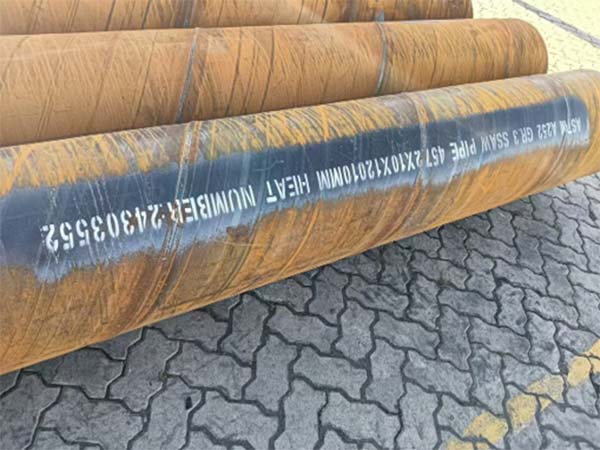 ASTM A252 GR.3 SSAW PIPE 457.2X10X12010MM HEAT NUMBER:24303552